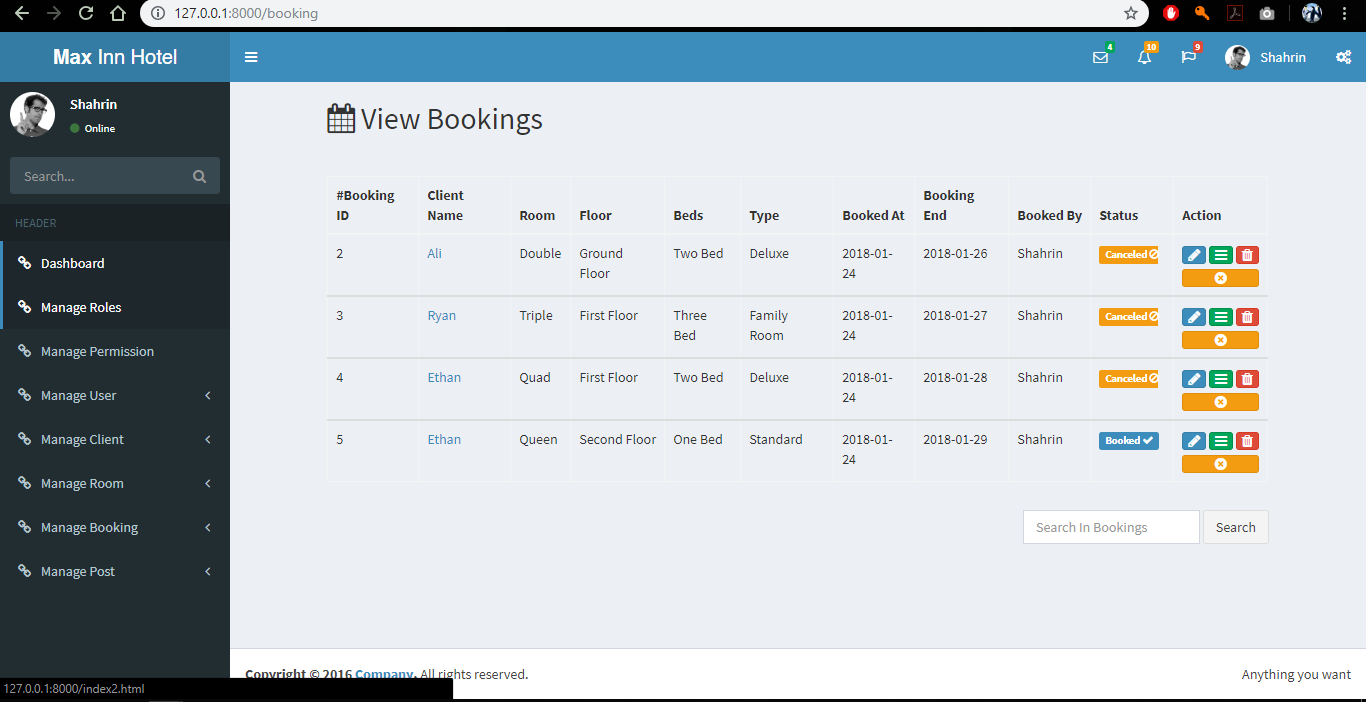 127.0.0.1:8000/booking
Max Inn Hotel
4
10
9
Shahrin
Shahrin
Online
Search...
HEADER
Dashboard
Manage Roles
Manage Permission
Manage User
Manage Client
Manage Room
Manage Booking
Manage Post
View Bookings
#Booking ID Client Name Room Floor Beds Type Booked At Booking End Booked By Status Action
2 Ali Double Ground Floor Two Bed Deluxe 2018-01-24 2018-01-26 Shahrin Canceled
3 Ryan Triple First Floor Three Bed Family Room 2018-01-24 2018-01-27 Shahrin Canceled
4 Ethan Quad First Floor Two Bed Deluxe 2018-01-24 2018-01-28 Shahrin Canceled
5 Ethan Queen Second Floor One Bed Standard 2018-01-24 2018-01-29 Shahrin Booked
Search In Bookings Search
Copyright © 2016 Company. All rights reserved. Anything you want
127.0.0.1:8000/index2.html